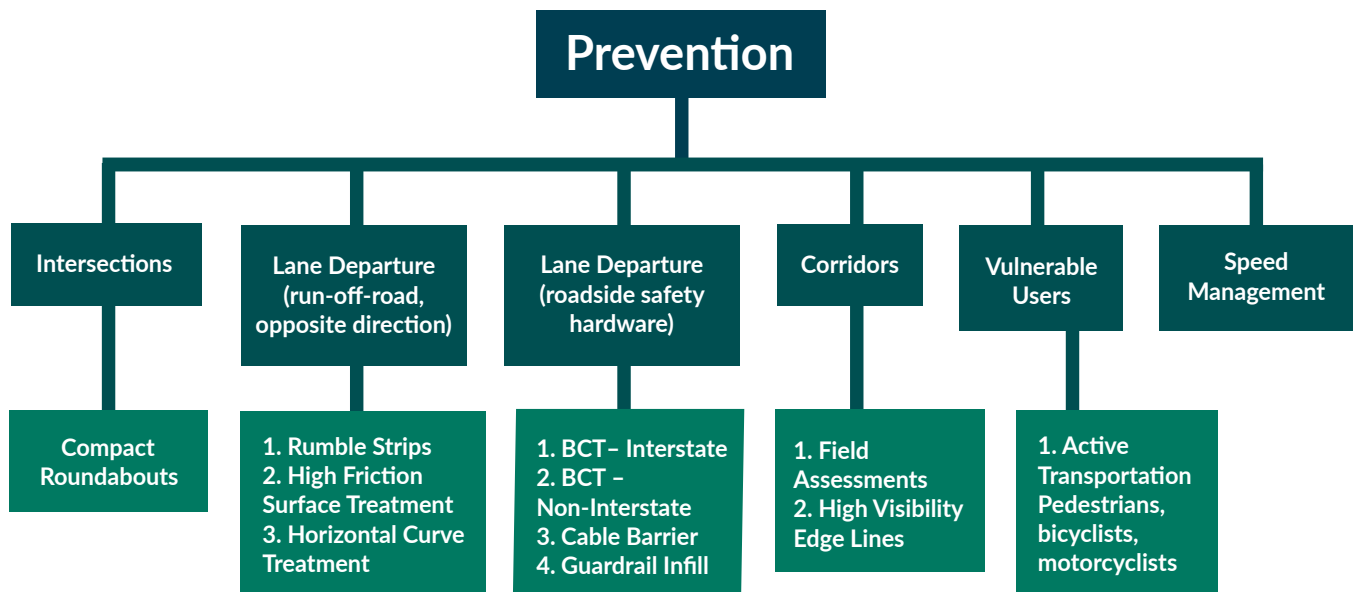 Prevention
Intersections
Lane Departure
(run-off-road,
opposite direction)
Lane Departure
(roadside safety
hardware)
Corridors
Vulnerable
Users
Speed
Management
Compact
Roundabouts
1. Rumble Strips
2. High Friction
Surface Treatment
3. Horizontal Curve
Treatment
1. BCT– Interstate
2. BCT –
Non-Interstate
3. Cable Barrier
4. Guardrail Infill
1. Field
Assessments
2. High Visibility
Edge Lines
1. Active
Transportation
Pedestrians,
bicyclists,
motorcyclists